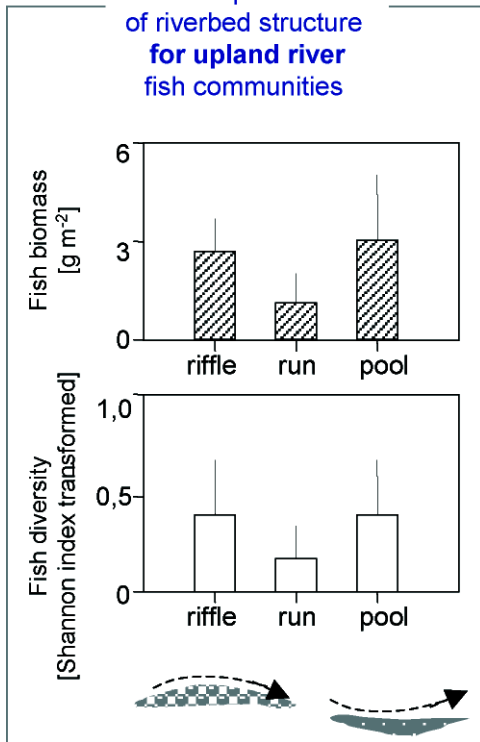 of riverbed structure
for upland river
fish communities
Fish biomass
[g m-2]
6
3
0
riffle run pool
Fish diversity
[Shannon index transformed]
1,0
0,5
0
riffle run pool